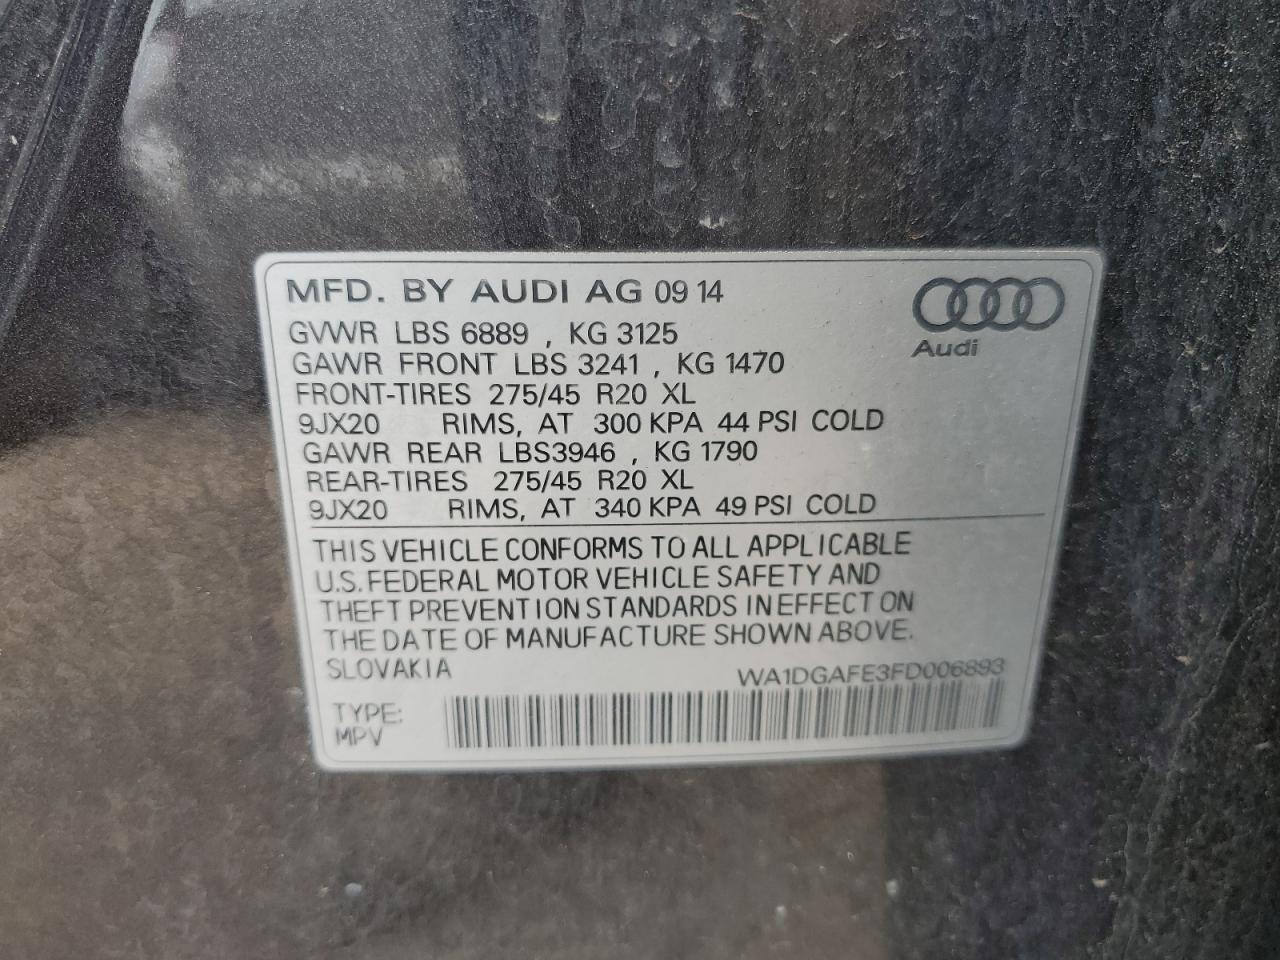 MFD. BY AUDI AG 09 14
Audi
GVWR LBS 6889 , KG 3125
GAWR FRONT LBS 3241 , KG 1470
FRONT-TIRES 275/45 R20 XL
9JX20 RIMS, AT 300 KPA 44 PSI COLD
GAWR REAR LBS3946 , KG 1790
REAR-TIRES 275/45 R20 XL
9JX20 RIMS, AT 340 KPA 49 PSI COLD
THIS VEHICLE CONFORMS TO ALL APPLICABLE
U.S. FEDERAL MOTOR VEHICLE SAFETY AND
THEFT PREVENTION STANDARDS IN EFFECT ON
THE DATE OF MANUFACTURE SHOWN ABOVE.
SLOVAKIA
WA1DGAFE3FD006893
TYPE:
MPV